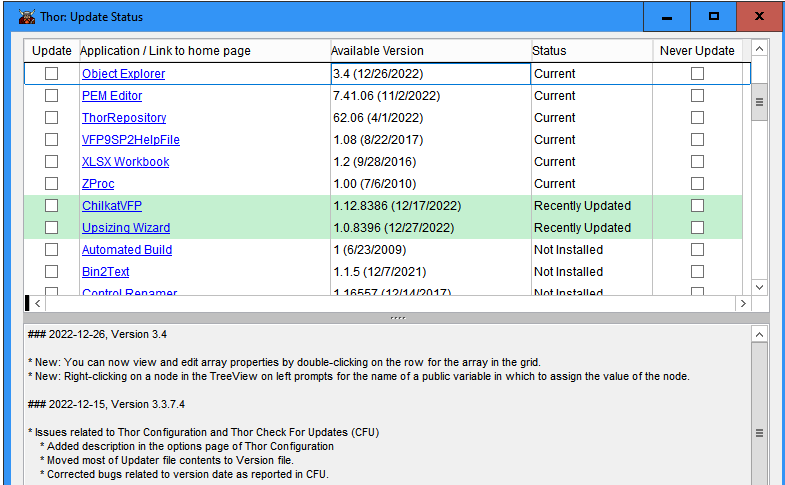 Thor: Update Status
Update Application / Link to home page Available Version Status Never Update
Object Explorer 3.4 (12/26/2022) Current
PEM Editor 7.41.06 (11/2/2022) Current
ThorRepository 62.06 (4/1/2022) Current
VFP9SP2HelpFile 1.08 (8/22/2017) Current
XLSX Workbook 1.2 (9/28/2016) Current
ZProc 1.00 (7/6/2010) Current
ChilkatVFP 1.12.8386 (12/17/2022) Recently Updated
Upsizing Wizard 1.0.8396 (12/27/2022) Recently Updated
Automated Build 1 (6/23/2009) Not Installed
Bin2Text 1.1.5 (12/7/2021) Not Installed
Control Renamer 1.16557 (12/14/2017) Not Installed
### 2022-12-26, Version 3.4
* New: You can now view and edit array properties by double-clicking on the row for the array in the grid.
* New: Right-clicking on a node in the TreeView on left prompts for the name of a public variable in which to assign the value of the node.
### 2022-12-15, Version 3.3.7.4
* Issues related to Thor Configuration and Thor Check For Updates (CFU)
* Added description in the options page of Thor Configuration
* Moved most of Updater file contents to Version file.
* Corrected bugs related to version date as reported in CFU.